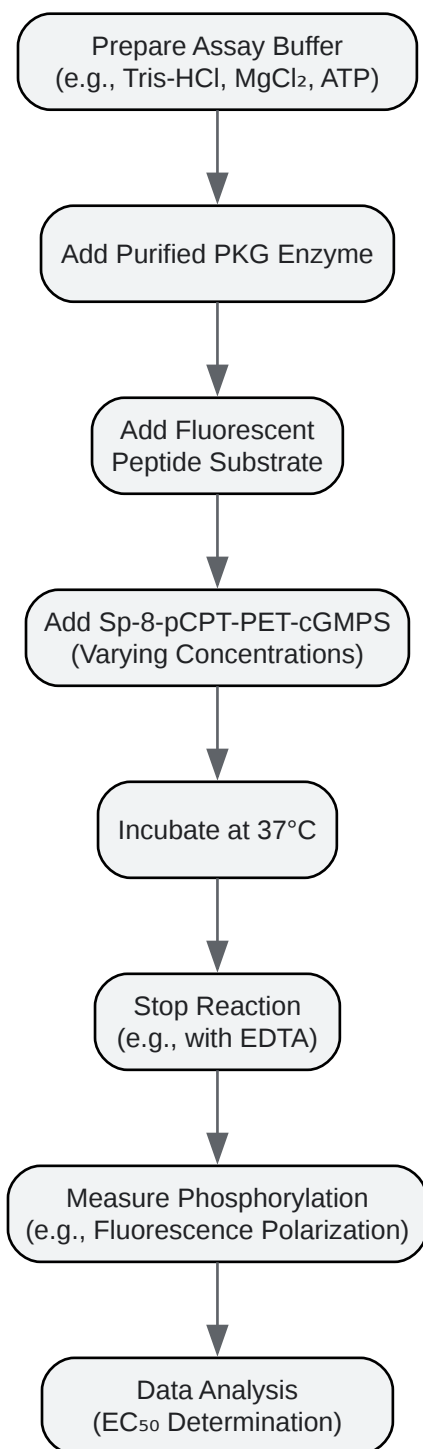 Prepare Assay Buffer
(e.g., Tris-HCl, MgCl₂, ATP)
Add Purified PKG Enzyme
Add Fluorescent
Peptide Substrate
Add Sp-8-pCPT-PET-cGMPS
(Varying Concentrations)
Incubate at 37°C
Stop Reaction
(e.g., with EDTA)
Measure Phosphorylation
(e.g., Fluorescence Polarization)
Data Analysis
(EC₅₀ Determination)